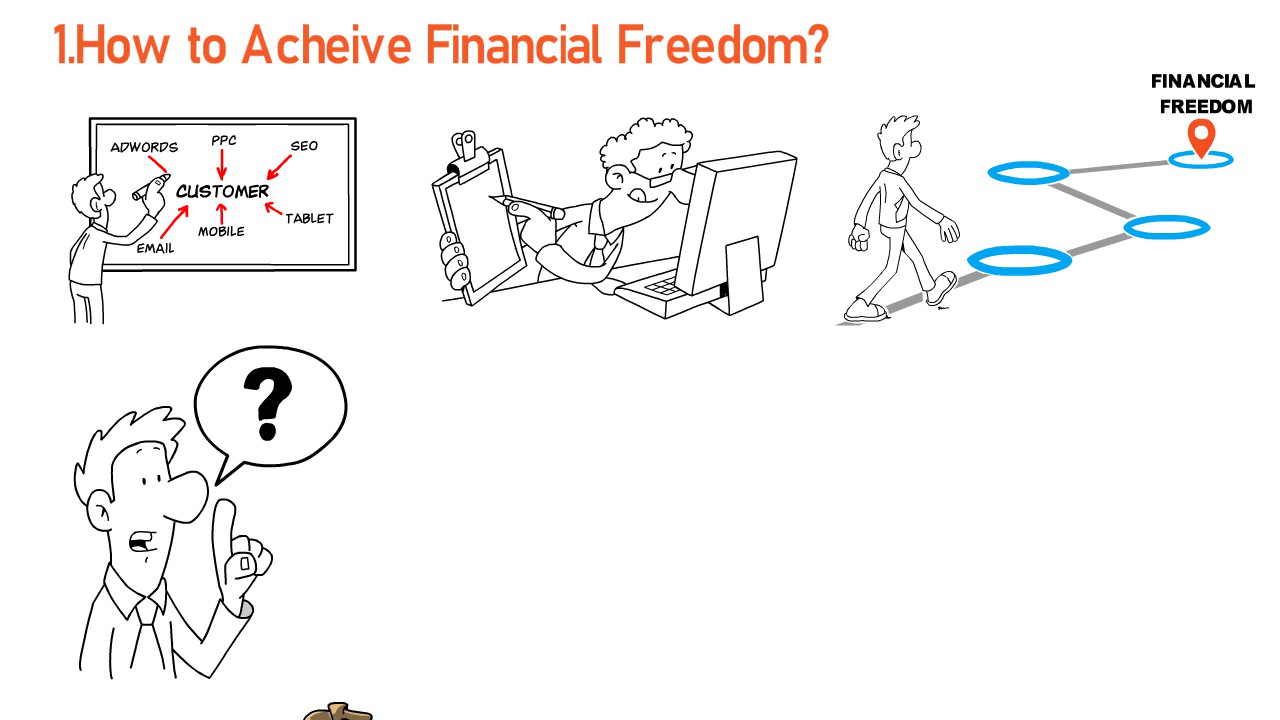 1.How to Acheive Financial Freedom?
FINANCIAL
FREEDOM
ADWORDS
PPC
SEO
CUSTOMER
TABLET
MOBILE
EMAIL
?